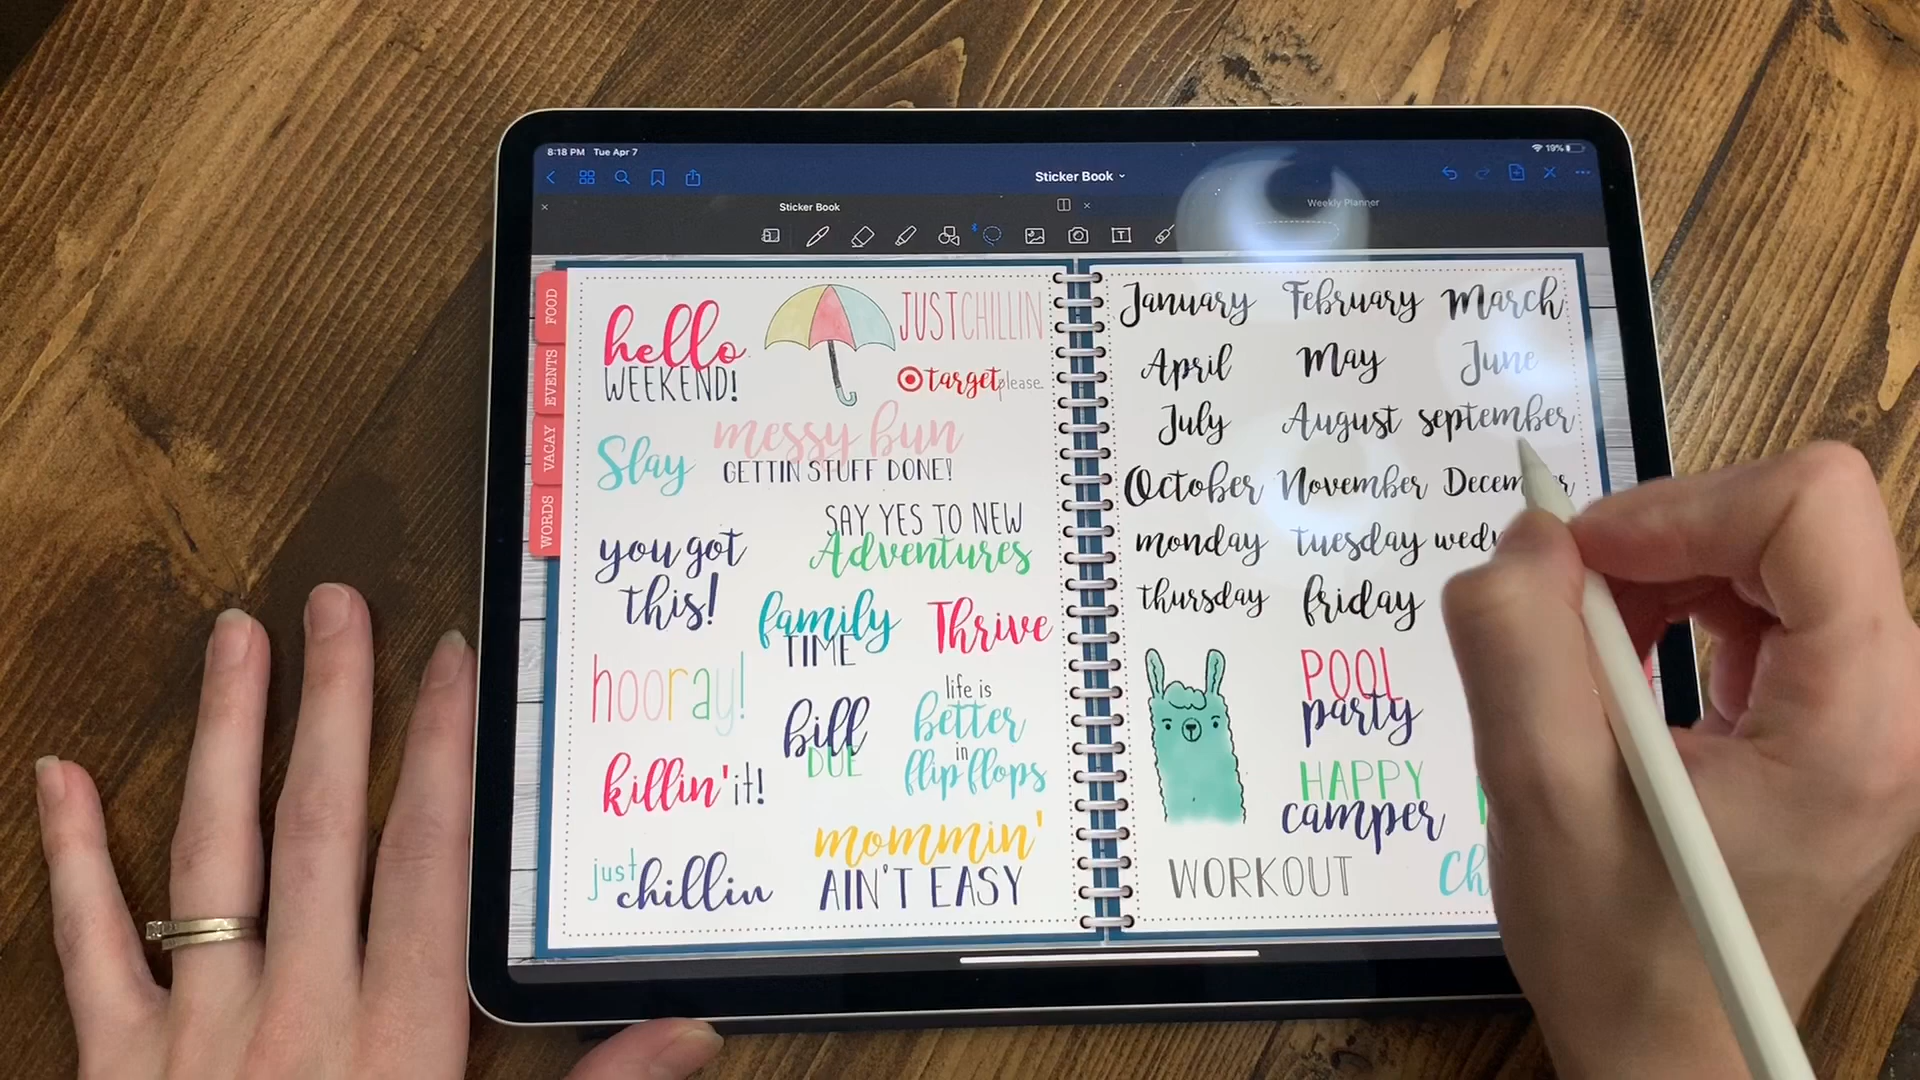 8:18 PM Tue Apr 7
19%
Sticker Book
Sticker Book
Weekly Planner
FOOD
EVENTS
VACAY
WORDS
hello
WEEKEND!
JUST CHILLIN
target please.
Slay
messy bun
GETTIN STUFF DONE!
SAY YES TO NEW
Adventures
you got
this!
family
TIME
Thrive
hooray!
bill
DUE
life is
better
in
flip flops
killin' it!
mommin'
AIN'T EASY
just chillin
January February March
April May June
July August september
October November
monday tuesday
thursday friday
POOL
party
HAPPY
camper
WORKOUT